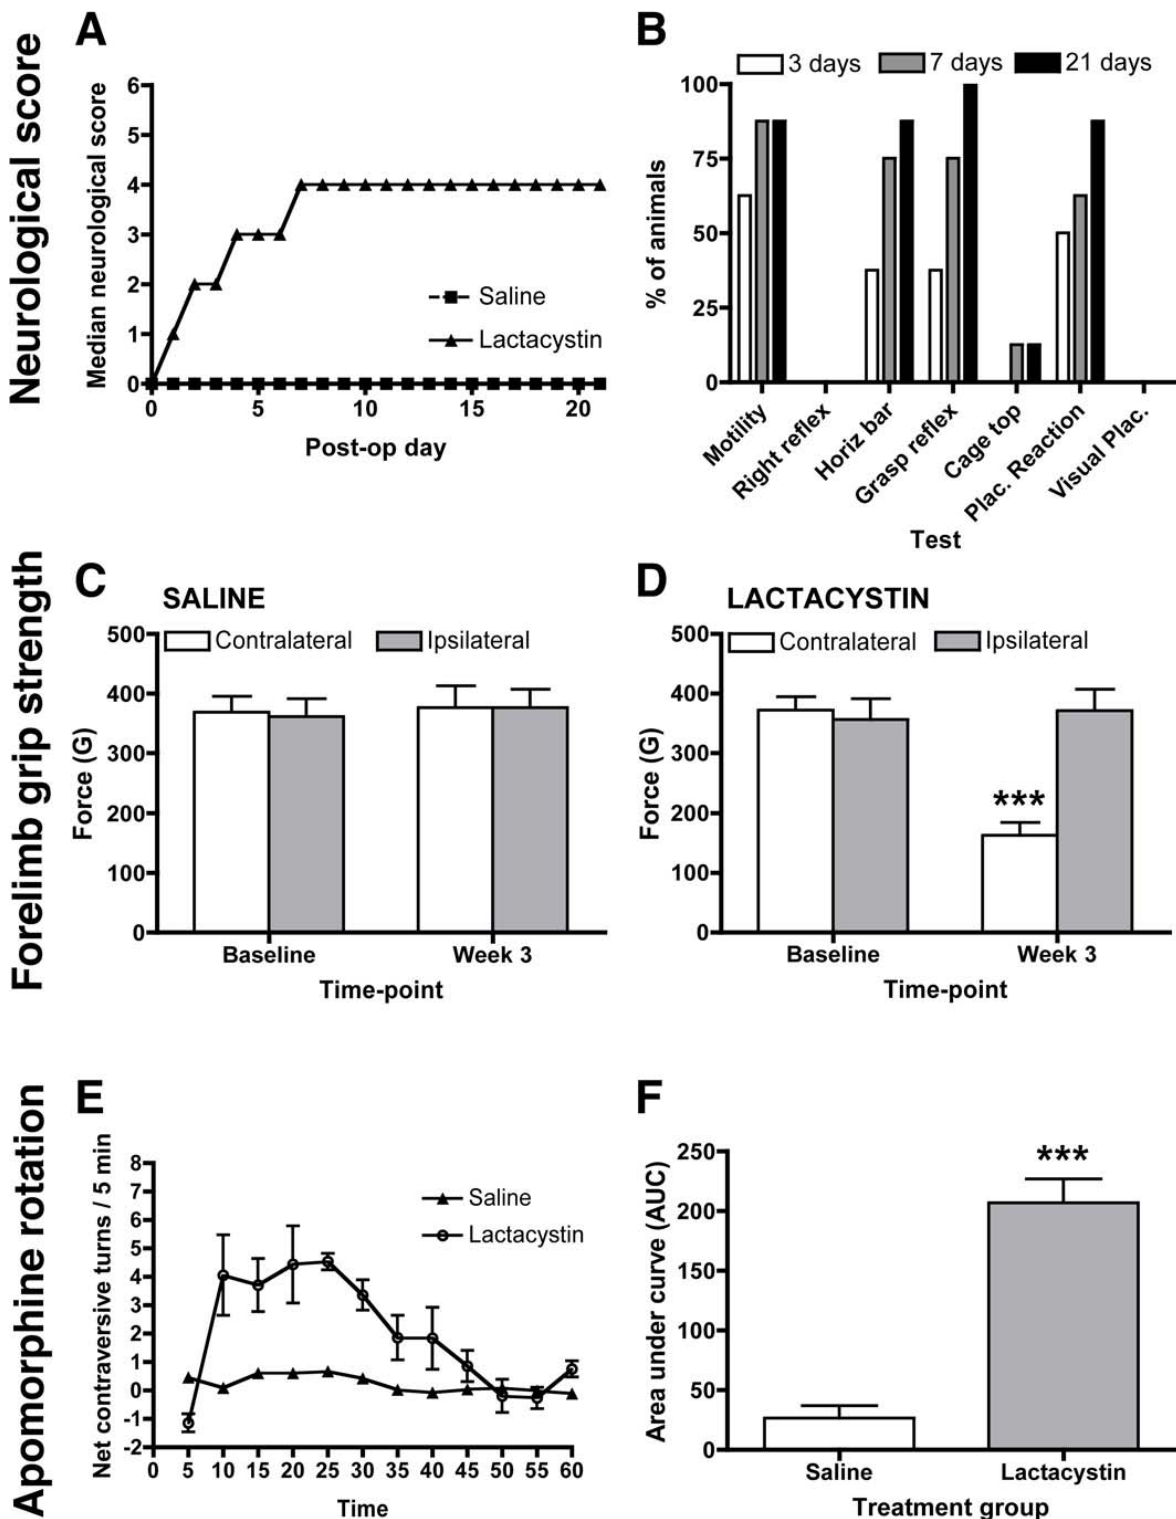 Neurological score
A
Median neurological score
6
5
4
3
2
1
0
0 5 10 15 20
Post-op day
Saline
Lactacystin
B
3 days 7 days 21 days
% of animals
100
75
50
25
0
Motility
Right reflex
Horiz bar
Grasp reflex
Cage top
Plac. Reaction
Visual Plac.
Test
Forelimb grip strength
C
SALINE
Contralateral Ipsilateral
Force (G)
500
400
300
200
100
0
Baseline Week 3
Time-point
D
LACTACYSTIN
Contralateral Ipsilateral
Force (G)
500
400
300
200
100
0
***
Baseline Week 3
Time-point
Apomorphine rotation
E
Net contraversive turns / 5 min
8
7
6
5
4
3
2
1
0
-1
-2
0 5 10 15 20 25 30 35 40 45 50 55 60
Time
Saline
Lactacystin
F
Area under curve (AUC)
250
200
150
100
50
0
***
Saline Lactacystin
Treatment group